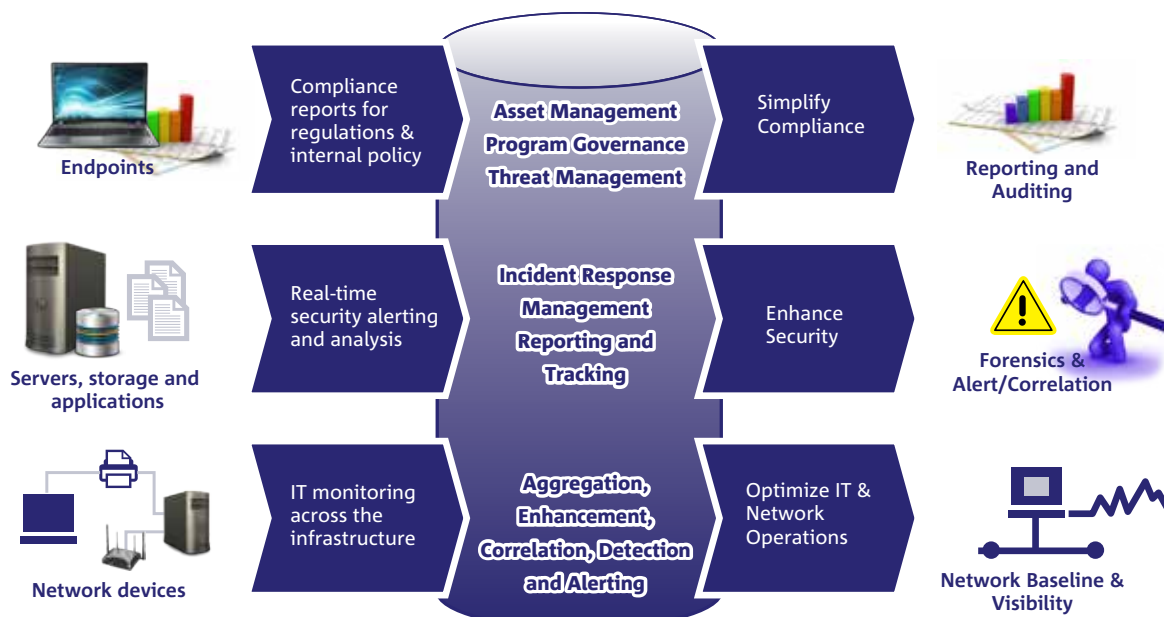 Endpoints
Compliance
reports for
regulations &
internal policy
Asset Management
Program Governance
Threat Management
Simplify
Compliance
Reporting and
Auditing
Servers, storage and
applications
Real-time
security alerting
and analysis
Incident Response
Management
Reporting and
Tracking
Enhance
Security
Forensics &
Alert/Correlation
Network devices
IT monitoring
across the
infrastructure
Aggregation,
Enhancement,
Correlation, Detection
and Alerting
Optimize IT &
Network
Operations
Network Baseline &
Visibility